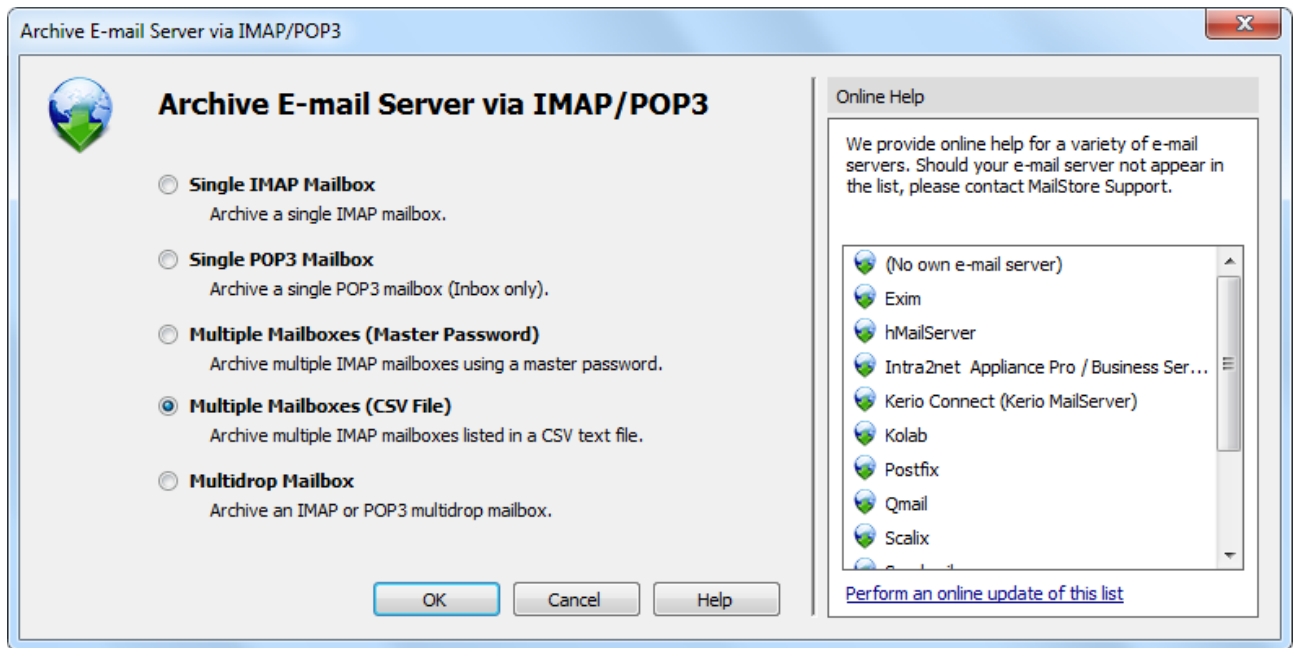 Archive E-mail Server via IMAP/POP3
Archive E-mail Server via IMAP/POP3
Single IMAP Mailbox
Archive a single IMAP mailbox.
Single POP3 Mailbox
Archive a single POP3 mailbox (Inbox only).
Multiple Mailboxes (Master Password)
Archive multiple IMAP mailboxes using a master password.
Multiple Mailboxes (CSV File)
Archive multiple IMAP mailboxes listed in a CSV text file.
Multidrop Mailbox
Archive an IMAP or POP3 multidrop mailbox.
OK
Cancel
Help
Online Help
We provide online help for a variety of e-mail
servers. Should your e-mail server not appear in
the list, please contact MailStore Support.
(No own e-mail server)
Exim
hMailServer
Intra2net Appliance Pro / Business Ser...
Kerio Connect (Kerio MailServer)
Kolab
Postfix
Qmail
Scalix
Perform an online update of this list